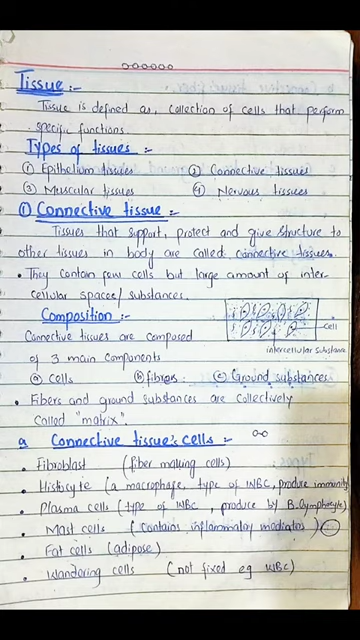 Tissue :-
Tissue is defined as, collection of cells that perform
specific functions.
Types of tissues :-
① Epithelium tissues ② Connective tissues
③ Muscular tissues ④ Nervous tissues
① Connective tissue :-
Tissues that support, protect and give structure to
other tissues in body are called connective tissues.
• They contain few cells but large amount of inter-
cellular spaces/ substances.
Composition :-
Connective tissues are composed
of 3 main components
cell
intercellular substance
ⓐ cells ⓑ fibres ⓒ Ground substances
• Fibers and ground substances are collectively
called "matrix".
a Connective tissue's cells :-
• Fibroblast (fiber making cells)
• Histocyte (a macrophage, type of WBC, produce immunity)
• Plasma cells (type of WBC, produce by B.lymphocyte)
• Mast cells (contains inflammatory mediators)
• Fat cells (adipose)
• Wandering cells (not fixed eg WBC)